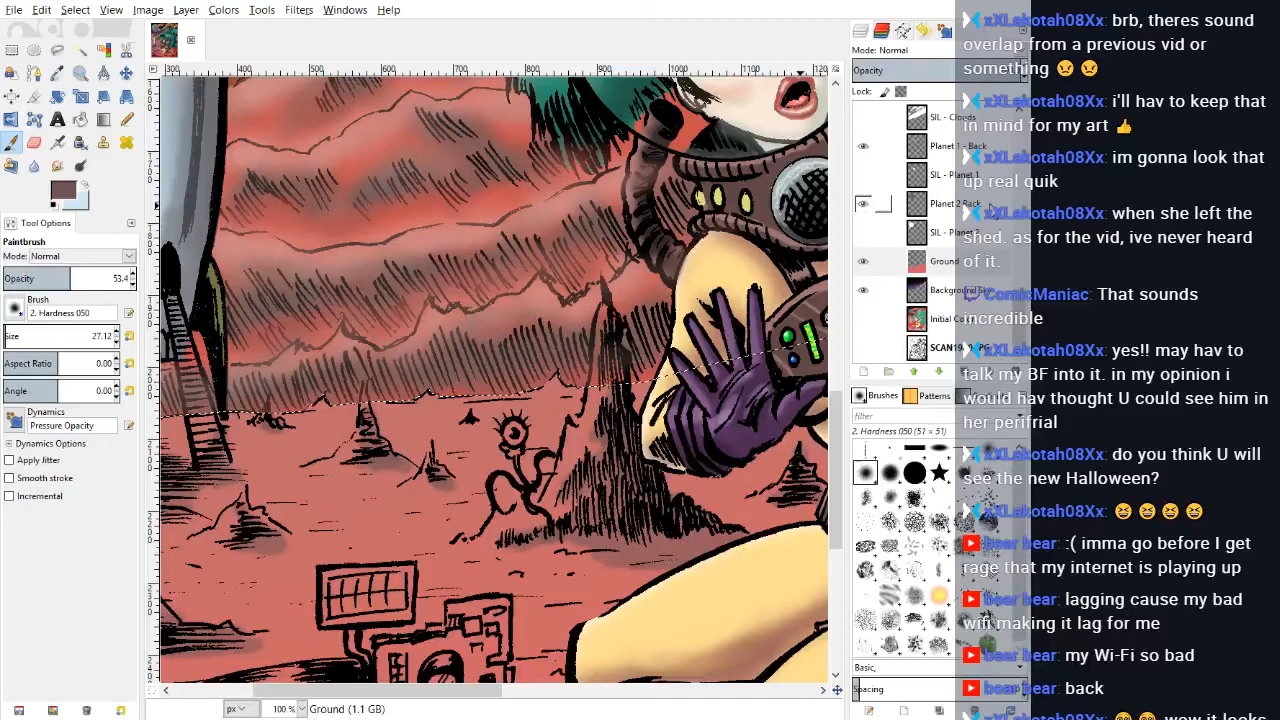 File Edit Select View Image Layer Colors Tools Filters Windows Help
Tool Options
Paintbrush
Mode: Normal
Opacity 53.4
Brush
2. Hardness 050
Size 27.12
Aspect Ratio 0.00
Angle 0.00
Dynamics
Pressure Opacity
Dynamics Options
Apply Jitter
Smooth stroke
Incremental
300 400 500 600 700 800 900 1000 1100
px 100 % Ground (1.1 GB)
Mode: Normal
Opacity
Lock:
SIL - Clouds
Planet 1 - Back
SIL - Planet 1
Planet 2 Back
SIL - Planet
Ground
Initial Co
Brushes Patterns
filter
2. Hardness 050 (51 × 51)
Basic,
Spacing
xXLakotah08Xx: brb, theres sound
overlap from a previous vid or
something 😠 😠
xXLakotah08Xx: i'll hav to keep that
in mind for my art 👍
xXLakotah08Xx: im gonna look that
up real quik
xXLakotah08Xx: when she left the
shed. as for the vid, ive never heard
of it.
ComicManiac: That sounds
incredible
xXLakotah08Xx: yes!! may hav to
talk my BF into it. in my opinion i
would hav thought U could see him in
her perifrial
xXLakotah08Xx: do you think U will
see the new Halloween?
xXLakotah08Xx: 😆 😆 😆 😆
bear bear: :( imma go before I get
rage that my internet is playing up
bear bear: lagging cause my bad
wifi making it lag for me
bear bear: my Wi-Fi so bad
bear bear: back